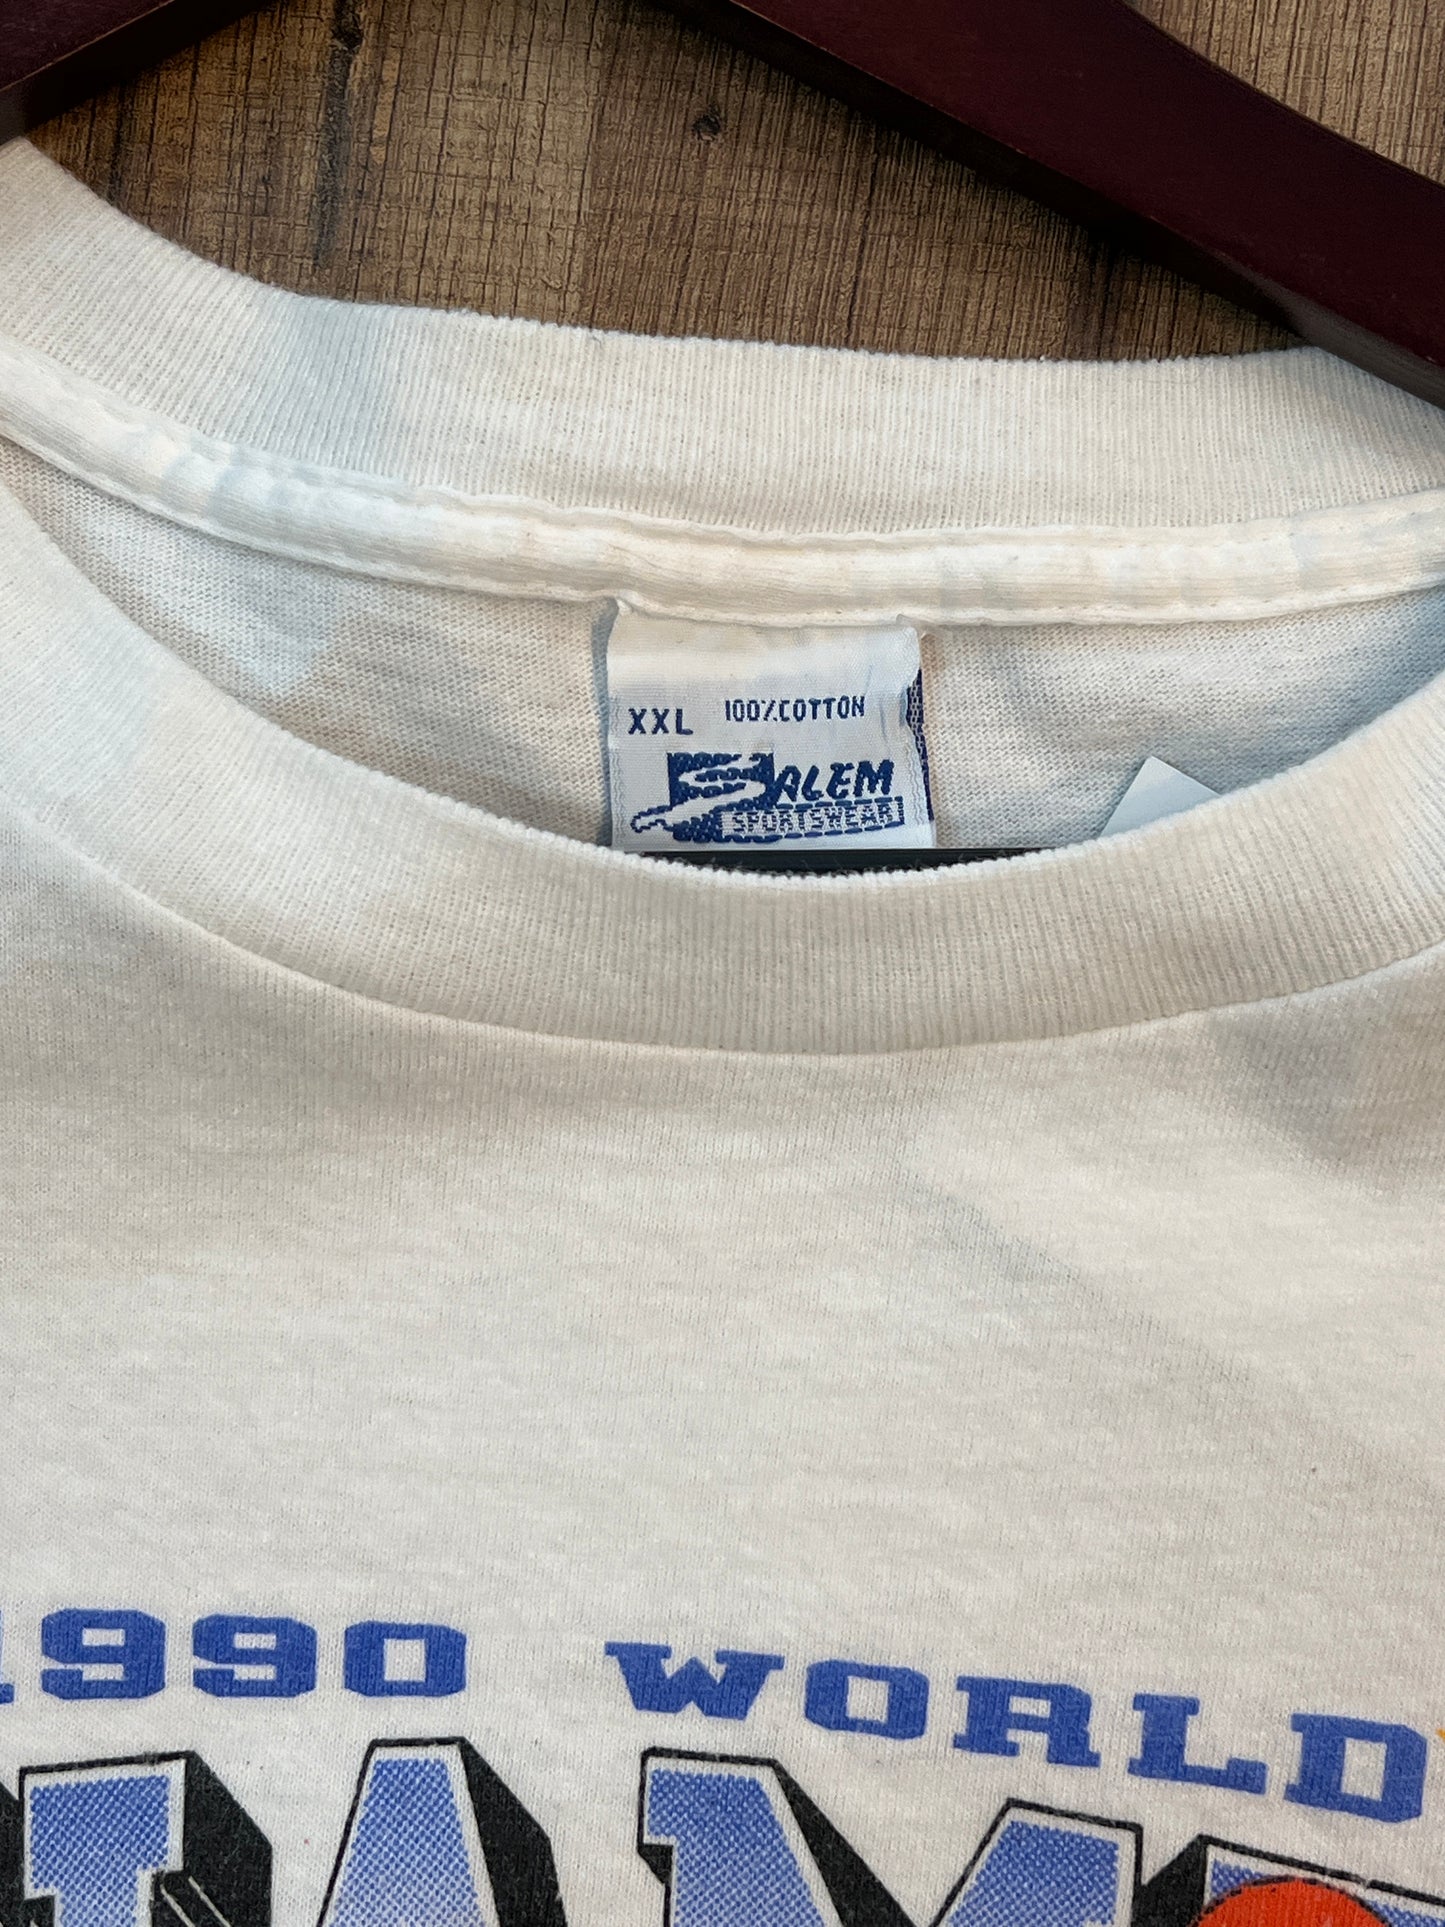 XXL 100%COTTON
SALEM
SPORTSWEAR
1990 WORLD